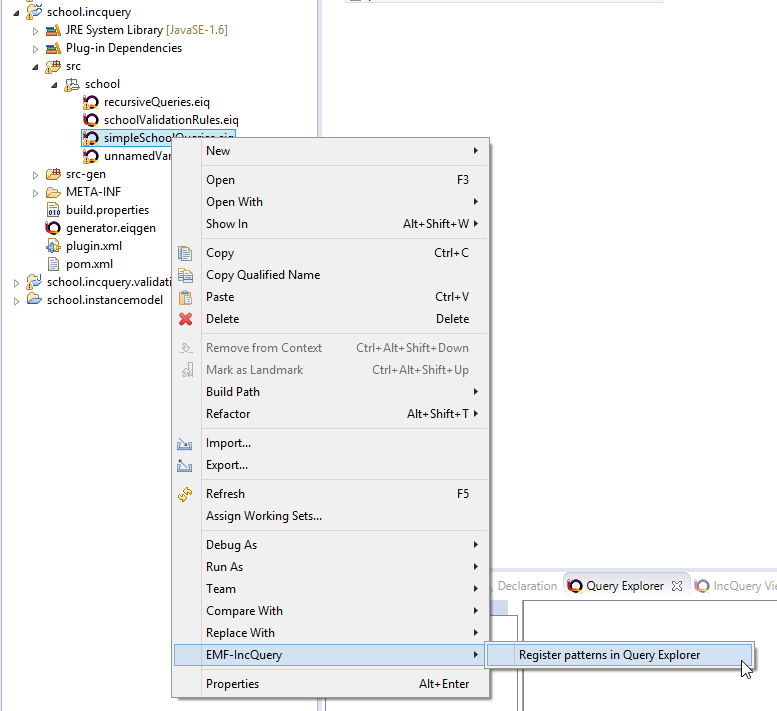 school.incquery
JRE System Library [JavaSE-1.6]
Plug-in Dependencies
src
school
recursiveQueries.eiq
schoolValidationRules.eiq
simpleSchoolQueries.eiq
unnamedVar
src-gen
META-INF
build.properties
generator.eiqgen
plugin.xml
pom.xml
school.incquery.validati
school.instancemodel
New
Open F3
Open With
Show In Alt+Shift+W
Copy Ctrl+C
Copy Qualified Name
Paste Ctrl+V
Delete Delete
Remove from Context Ctrl+Alt+Shift+Down
Mark as Landmark Ctrl+Alt+Shift+Up
Build Path
Refactor Alt+Shift+T
Import...
Export...
Refresh F5
Assign Working Sets...
Debug As
Run As
Team
Compare With
Replace With
EMF-IncQuery
Properties Alt+Enter
Register patterns in Query Explorer
Declaration Query Explorer IncQuery Vie